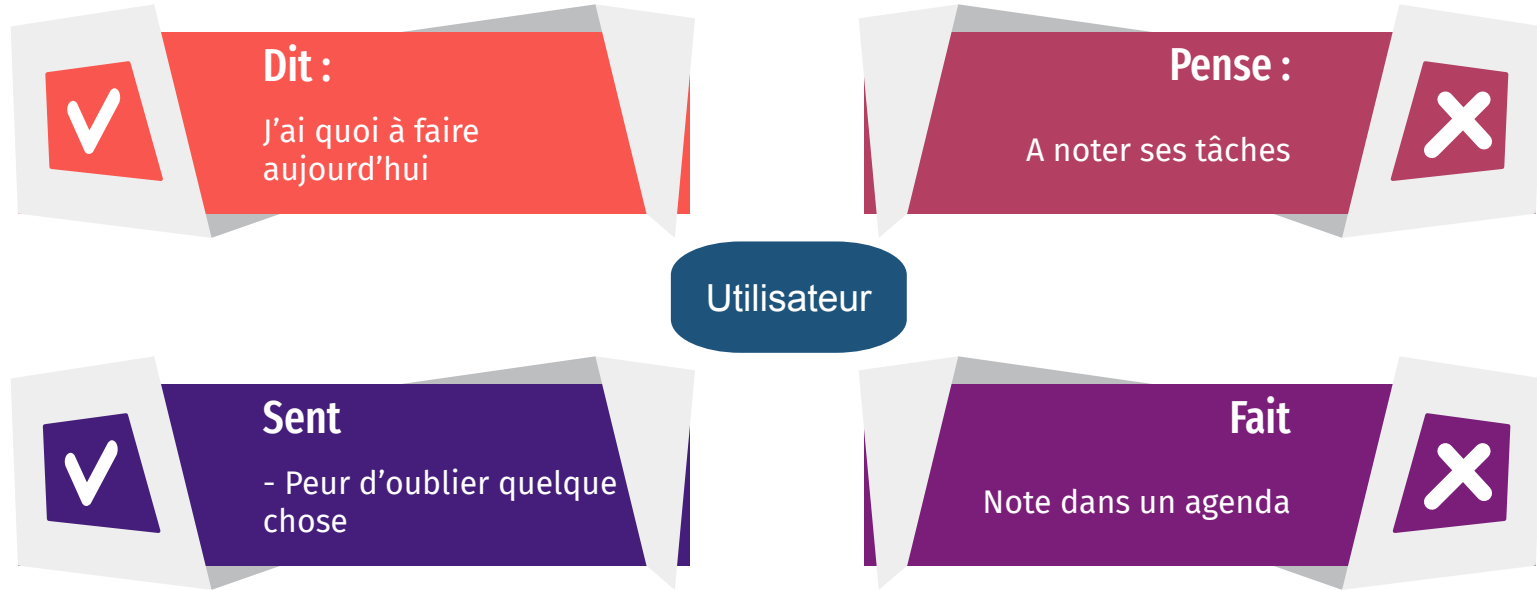 Dit :
J’ai quoi à faire
aujourd’hui
Pense :
A noter ses tâches
Utilisateur
Sent
- Peur d’oublier quelque
chose
Fait
Note dans un agenda